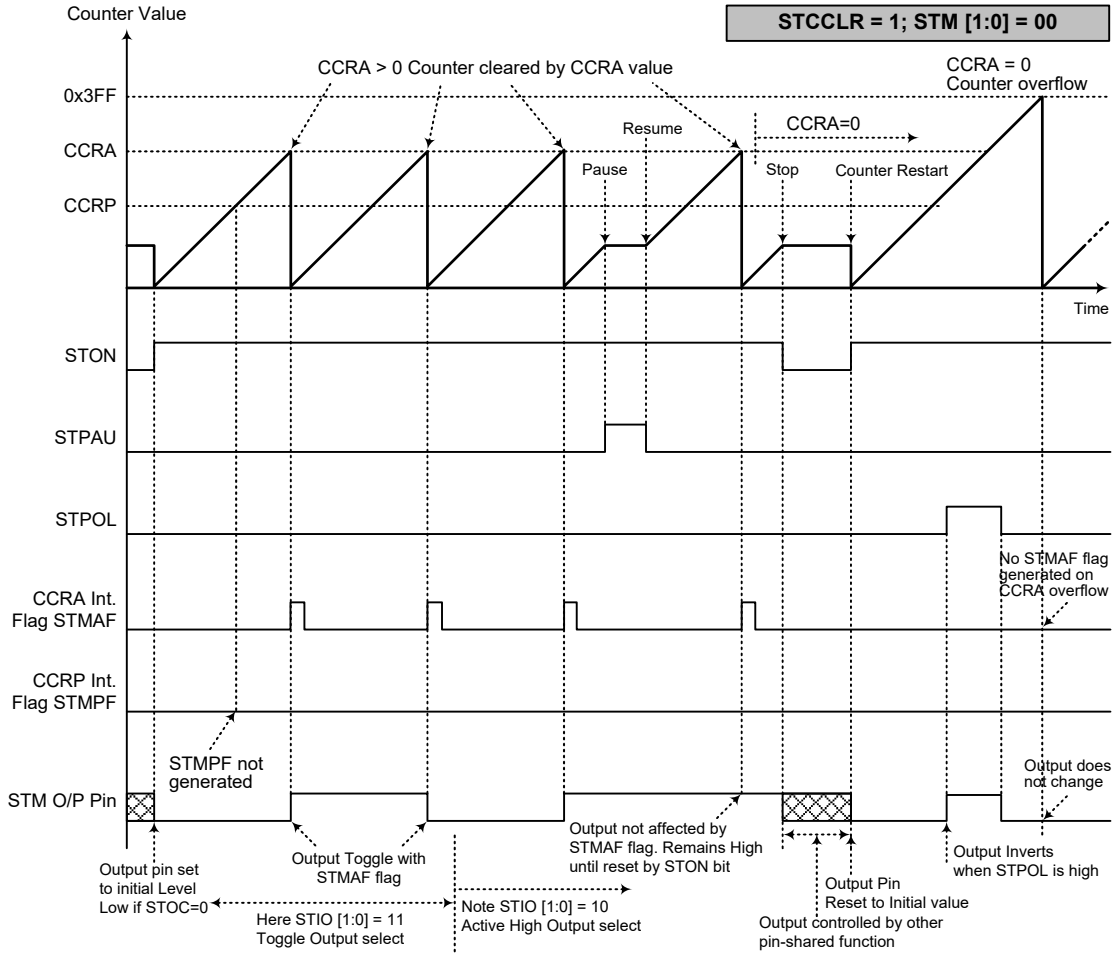 Counter Value
STCCLR = 1; STM [1:0] = 00
CCRA > 0 Counter cleared by CCRA value
CCRA = 0
Counter overflow
0x3FF
Resume
CCRA=0
CCRA
Pause
Stop
Counter Restart
CCRP
Time
STON
STPAU
STPOL
No STMAF flag
generated on
CCRA overflow
CCRA Int.
Flag STMAF
CCRP Int.
Flag STMPF
STMPF not
generated
Output does
not change
STM O/P Pin
Output pin set
to initial Level
Low if STOC=0
Output Toggle with
STMAF flag
Output not affected by
STMAF flag. Remains High
until reset by STON bit
Output Inverts
when STPOL is high
Output Pin
Reset to Initial value
Here STIO [1:0] = 11
Toggle Output select
Note STIO [1:0] = 10
Active High Output select
Output controlled by other
pin-shared function